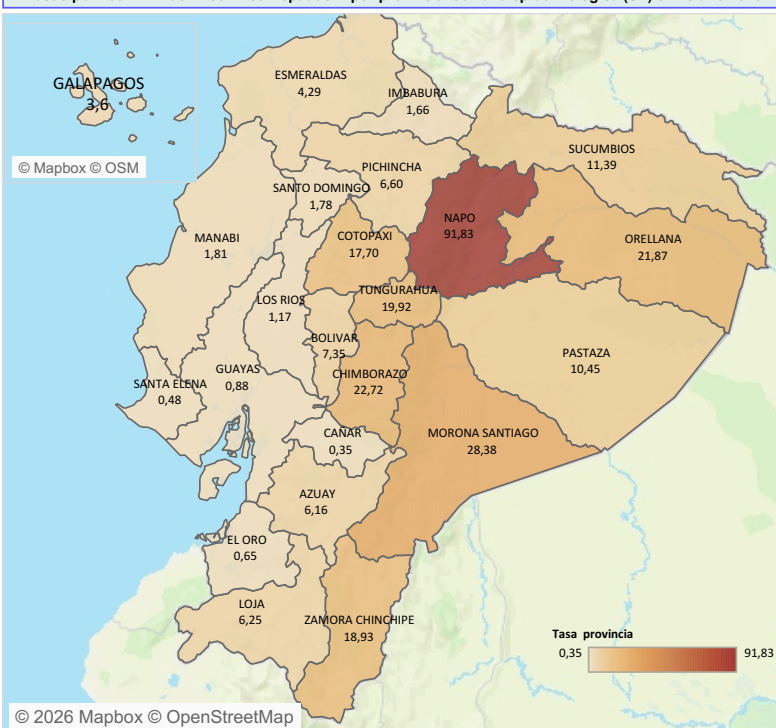 GALAPAGOS
3,6
© Mapbox © OSM
ESMERALDAS
4,29
IMBABURA
1,66
SUCUMBIOS
11,39
PICHINCHA
6,60
SANTO DOMINGO
1,78
NAPO
91,83
MANABI
1,81
COTOPAXI
17,70
ORELLANA
21,87
TUNGURAHUA
19,92
LOS RIOS
1,17
BOLIVAR
7,35
PASTAZA
10,45
GUAYAS
0,88
CHIMBORAZO
22,72
SANTA ELENA
0,48
CAÑAR
0,35
MORONA SANTIAGO
28,38
AZUAY
6,16
EL ORO
0,65
LOJA
6,25
ZAMORA CHINCHIPE
18,93
Tasa provincia
0,35
91,83
© 2026 Mapbox © OpenStreetMap